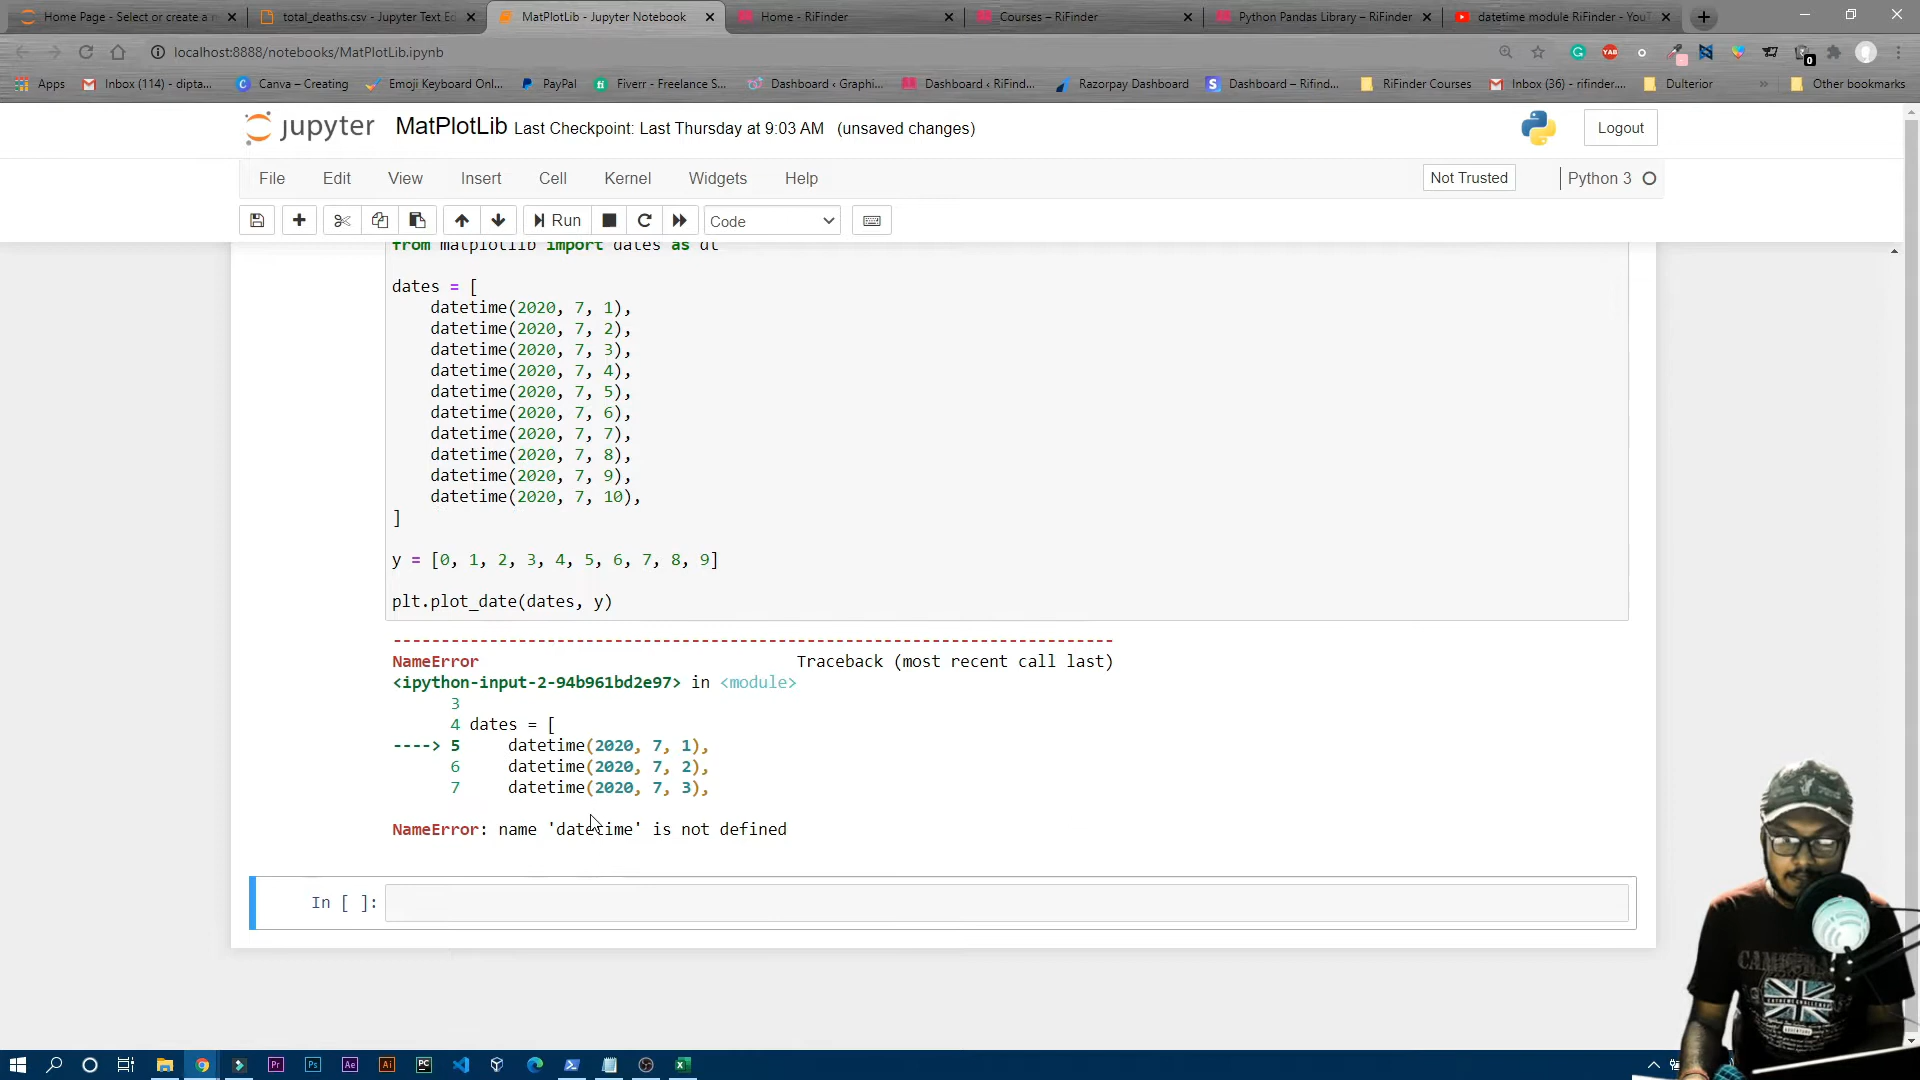 Home Page - Select or create a n
total_deaths.csv - Jupyter Text Ed
MatPlotLib - Jupyter Notebook
Home - RiFinder
Courses – RiFinder
Python Pandas Library – RiFinder
datetime module RiFinder - YouT
localhost:8888/notebooks/MatPlotLib.ipynb
Apps
Inbox (114) - dipta...
Canva – Creating
Emoji Keyboard Onl...
PayPal
Fiverr - Freelance S...
Dashboard ‹ Graphi...
Dashboard ‹ RiFind...
Razorpay Dashboard
Dashboard – Rifind...
RiFinder Courses
Inbox (36) - rifinder....
Dulterior
»
Other bookmarks
jupyter MatPlotLib Last Checkpoint: Last Thursday at 9:03 AM (unsaved changes)
Logout
File Edit View Insert Cell Kernel Widgets Help
Not Trusted
Python 3
Run
Code
from matplotlib import dates as dt
dates = [
datetime(2020, 7, 1),
datetime(2020, 7, 2),
datetime(2020, 7, 3),
datetime(2020, 7, 4),
datetime(2020, 7, 5),
datetime(2020, 7, 6),
datetime(2020, 7, 7),
datetime(2020, 7, 8),
datetime(2020, 7, 9),
datetime(2020, 7, 10),
]
y = [0, 1, 2, 3, 4, 5, 6, 7, 8, 9]
plt.plot_date(dates, y)
---------------------------------------------------------------------------
NameError Traceback (most recent call last)
<ipython-input-2-94b961bd2e97> in <module>
3
4 dates = [
----> 5 datetime(2020, 7, 1),
6 datetime(2020, 7, 2),
7 datetime(2020, 7, 3),
NameError: name 'datetime' is not defined
In [ ]: